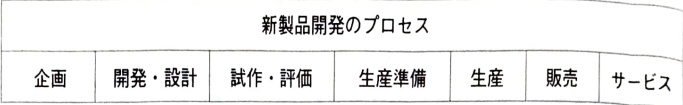 新製品開発のプロセス
企画 開発・設計 試作・評価 生産準備 生産 販売 サービス